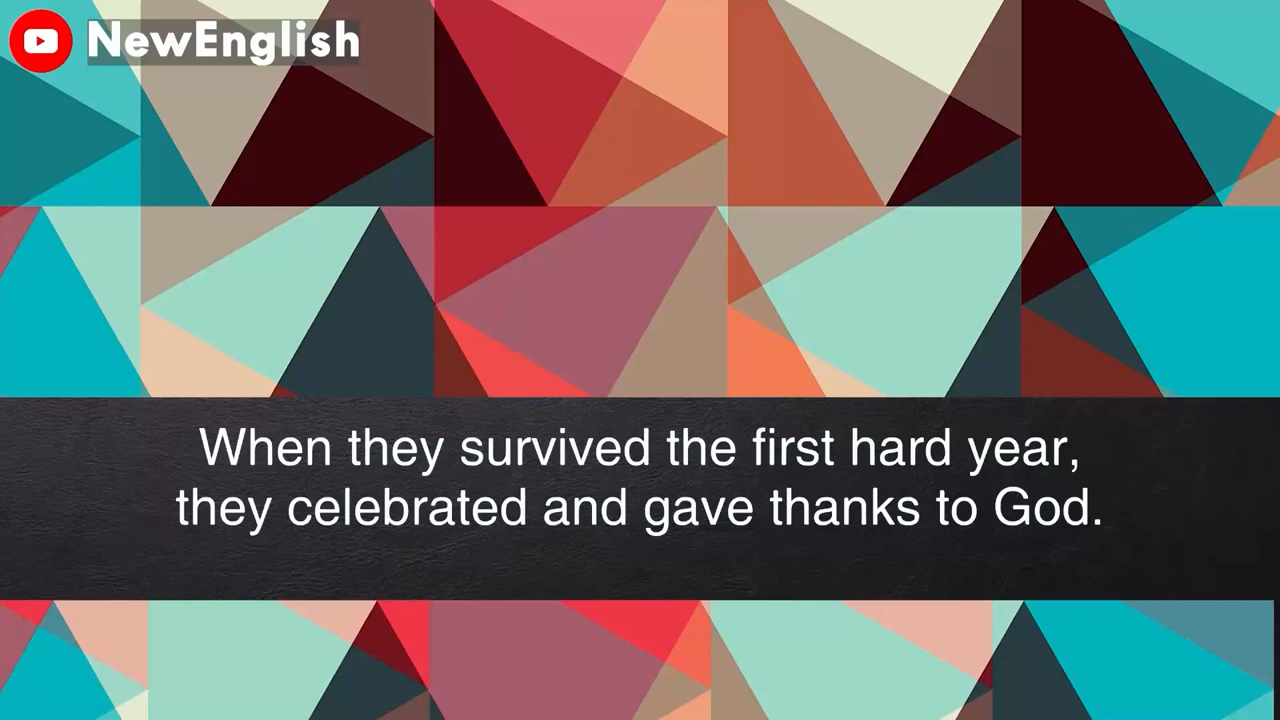 NewEnglish
When they survived the first hard year,
they celebrated and gave thanks to God.